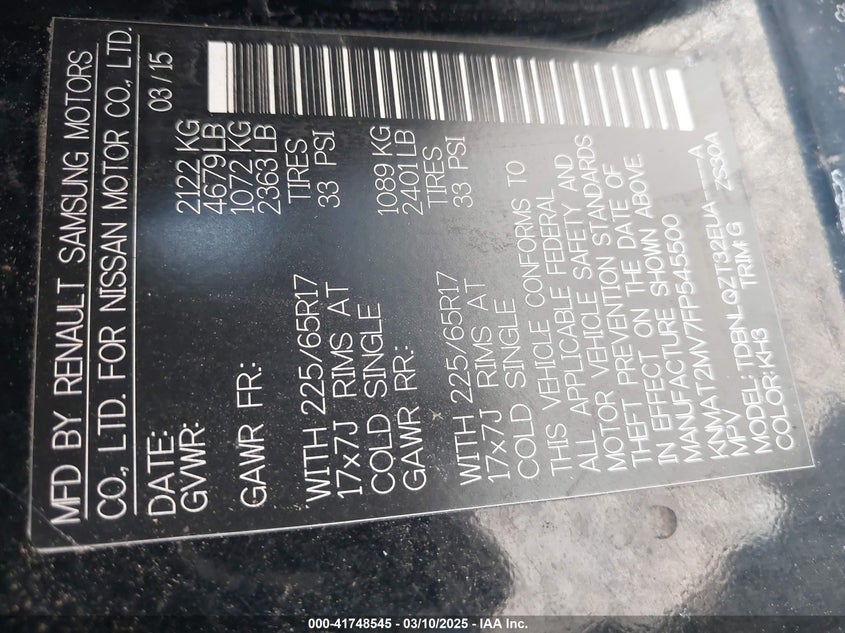 MFD BY RENAULT SAMSUNG MOTORS
CO., LTD. FOR NISSAN MOTOR CO., LTD.
DATE: 03/15
GVWR: 2122 KG
4679 LB
GAWR FR.: 1072 KG
2363 LB
WITH 225/65R17 TIRES
17x7J RIMS AT 33 PSI
COLD SINGLE
GAWR RR.: 1089 KG
2401 LB
WITH 225/65R17 TIRES
17x7J RIMS AT 33 PSI
COLD SINGLE
THIS VEHICLE CONFORMS TO
ALL APPLICABLE FEDERAL
MOTOR VEHICLE SAFETY AND
THEFT PREVENTION STANDARDS
IN EFFECT ON THE DATE OF
MANUFACTURE SHOWN ABOVE.
KNMAT2MV7FP545500
MPV
MODEL: TDBNLQZT32EUA-----A
COLOR: KH3 TRIM: G ZS30A
000-41748545 — 03/10/2025 — IAA Inc.